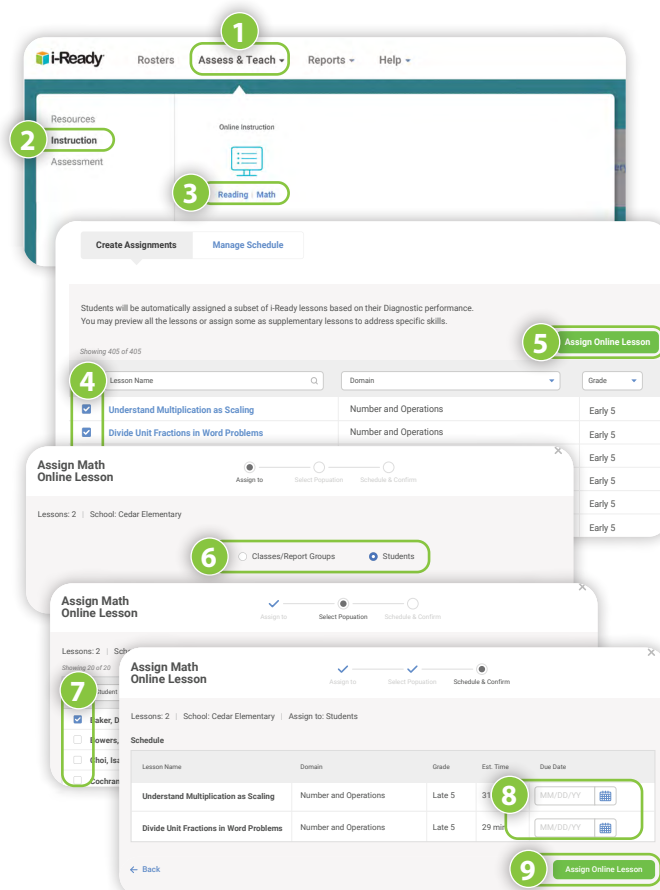 1
i-Ready Rosters Assess & Teach Reports Help
Resources
2 Instruction
Assessment
Online Instruction
3 Reading | Math
Create Assignments Manage Schedule
Students will be automatically assigned a subset of i-Ready lessons based on their Diagnostic performance.
You may preview all the lessons or assign some as supplementary lessons to address specific skills.
5 Assign Online Lesson
Showing 405 of 405
4 Lesson Name Domain Grade
Understand Multiplication as Scaling Number and Operations Early 5
Divide Unit Fractions in Word Problems Number and Operations Early 5
Early 5
Early 5
Early 5
Early 5
Assign Math
Online Lesson
Assign to Select Popuation Schedule & Confirm
Lessons: 2 | School: Cedar Elementary
6 Classes/Report Groups Students
Assign Math
Online Lesson
Assign to Select Popuation Schedule & Confirm
Lessons: 2
Showing 20 of 20
7 Student
Baker, D
Bowers,
Choi, Isa
Cochran
Assign Math
Online Lesson
Assign to Select Popuation Schedule & Confirm
Lessons: 2 | School: Cedar Elementary | Assign to: Students
Schedule
Lesson Name Domain Grade Est. Time Due Date
Understand Multiplication as Scaling Number and Operations Late 5 31 8 MM/DD/YY
Divide Unit Fractions in Word Problems Number and Operations Late 5 29 min MM/DD/YY
← Back 9 Assign Online Lesson